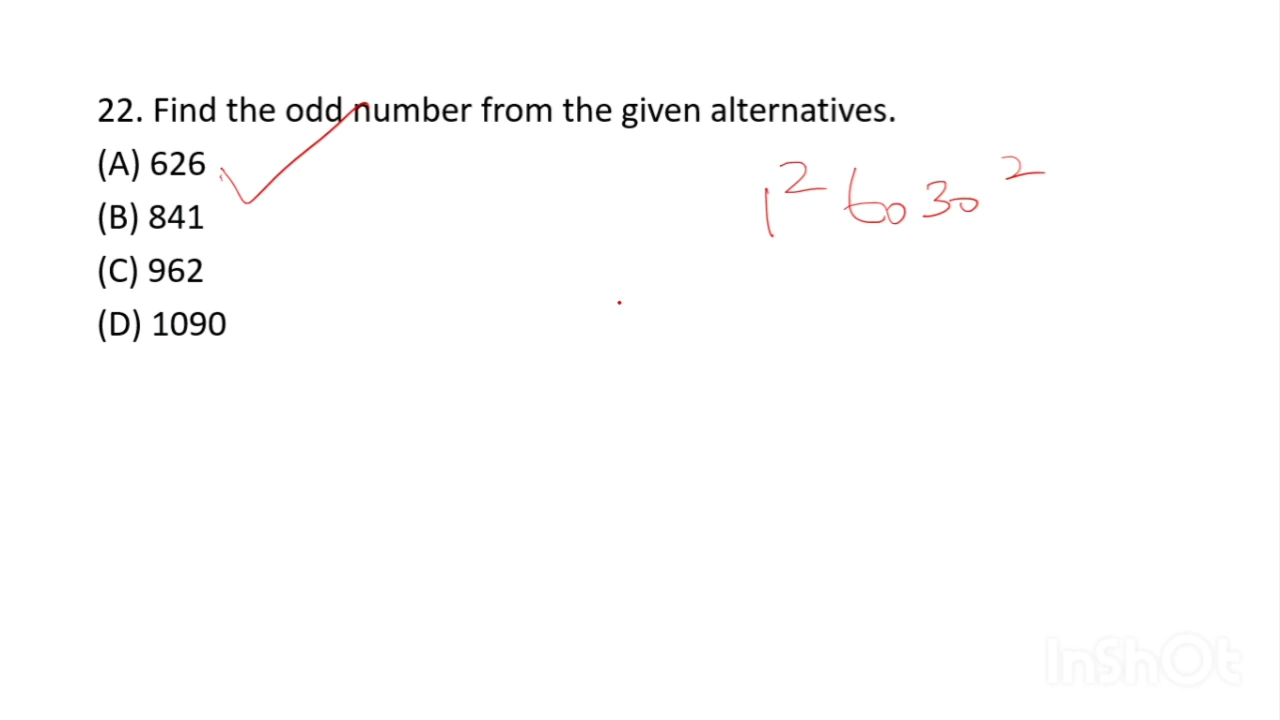 22. Find the odd number from the given alternatives.
(A) 626
1² to 30²
(B) 841
(C) 962
(D) 1090
InShOt